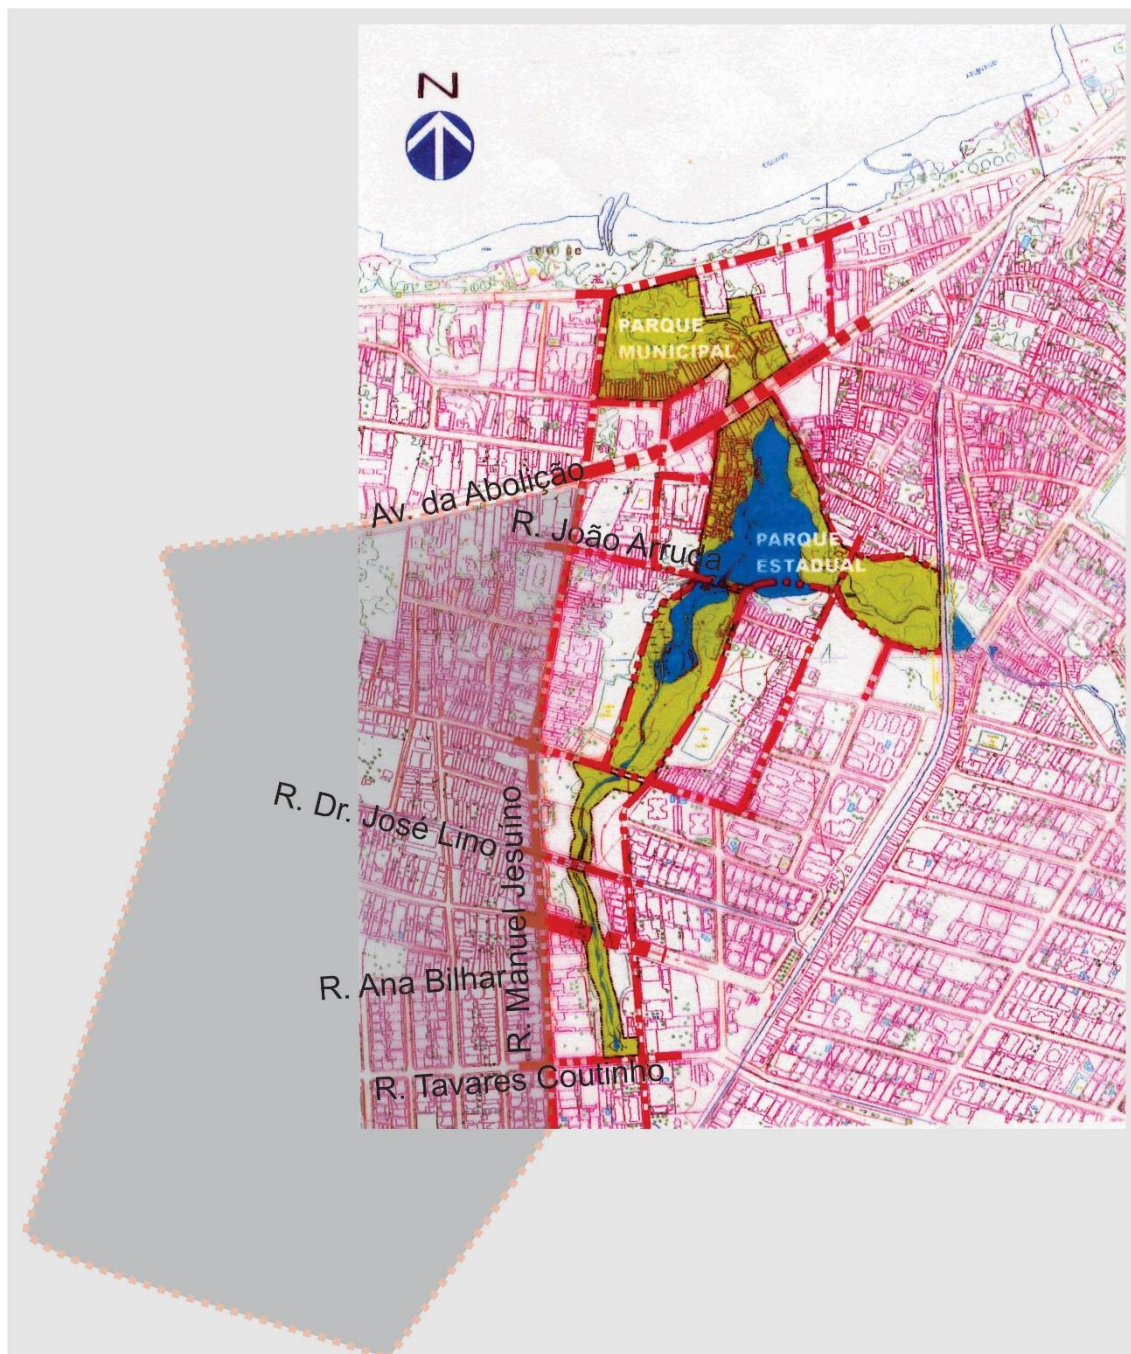 N
PARQUE
MUNICIPAL
Av. da Abolição
R. João Arruda
PARQUE
ESTADUAL
R. Dr. José Lino
R. Manuel Jesuíno
R. Ana Bilhar
R. Tavares Coutinho